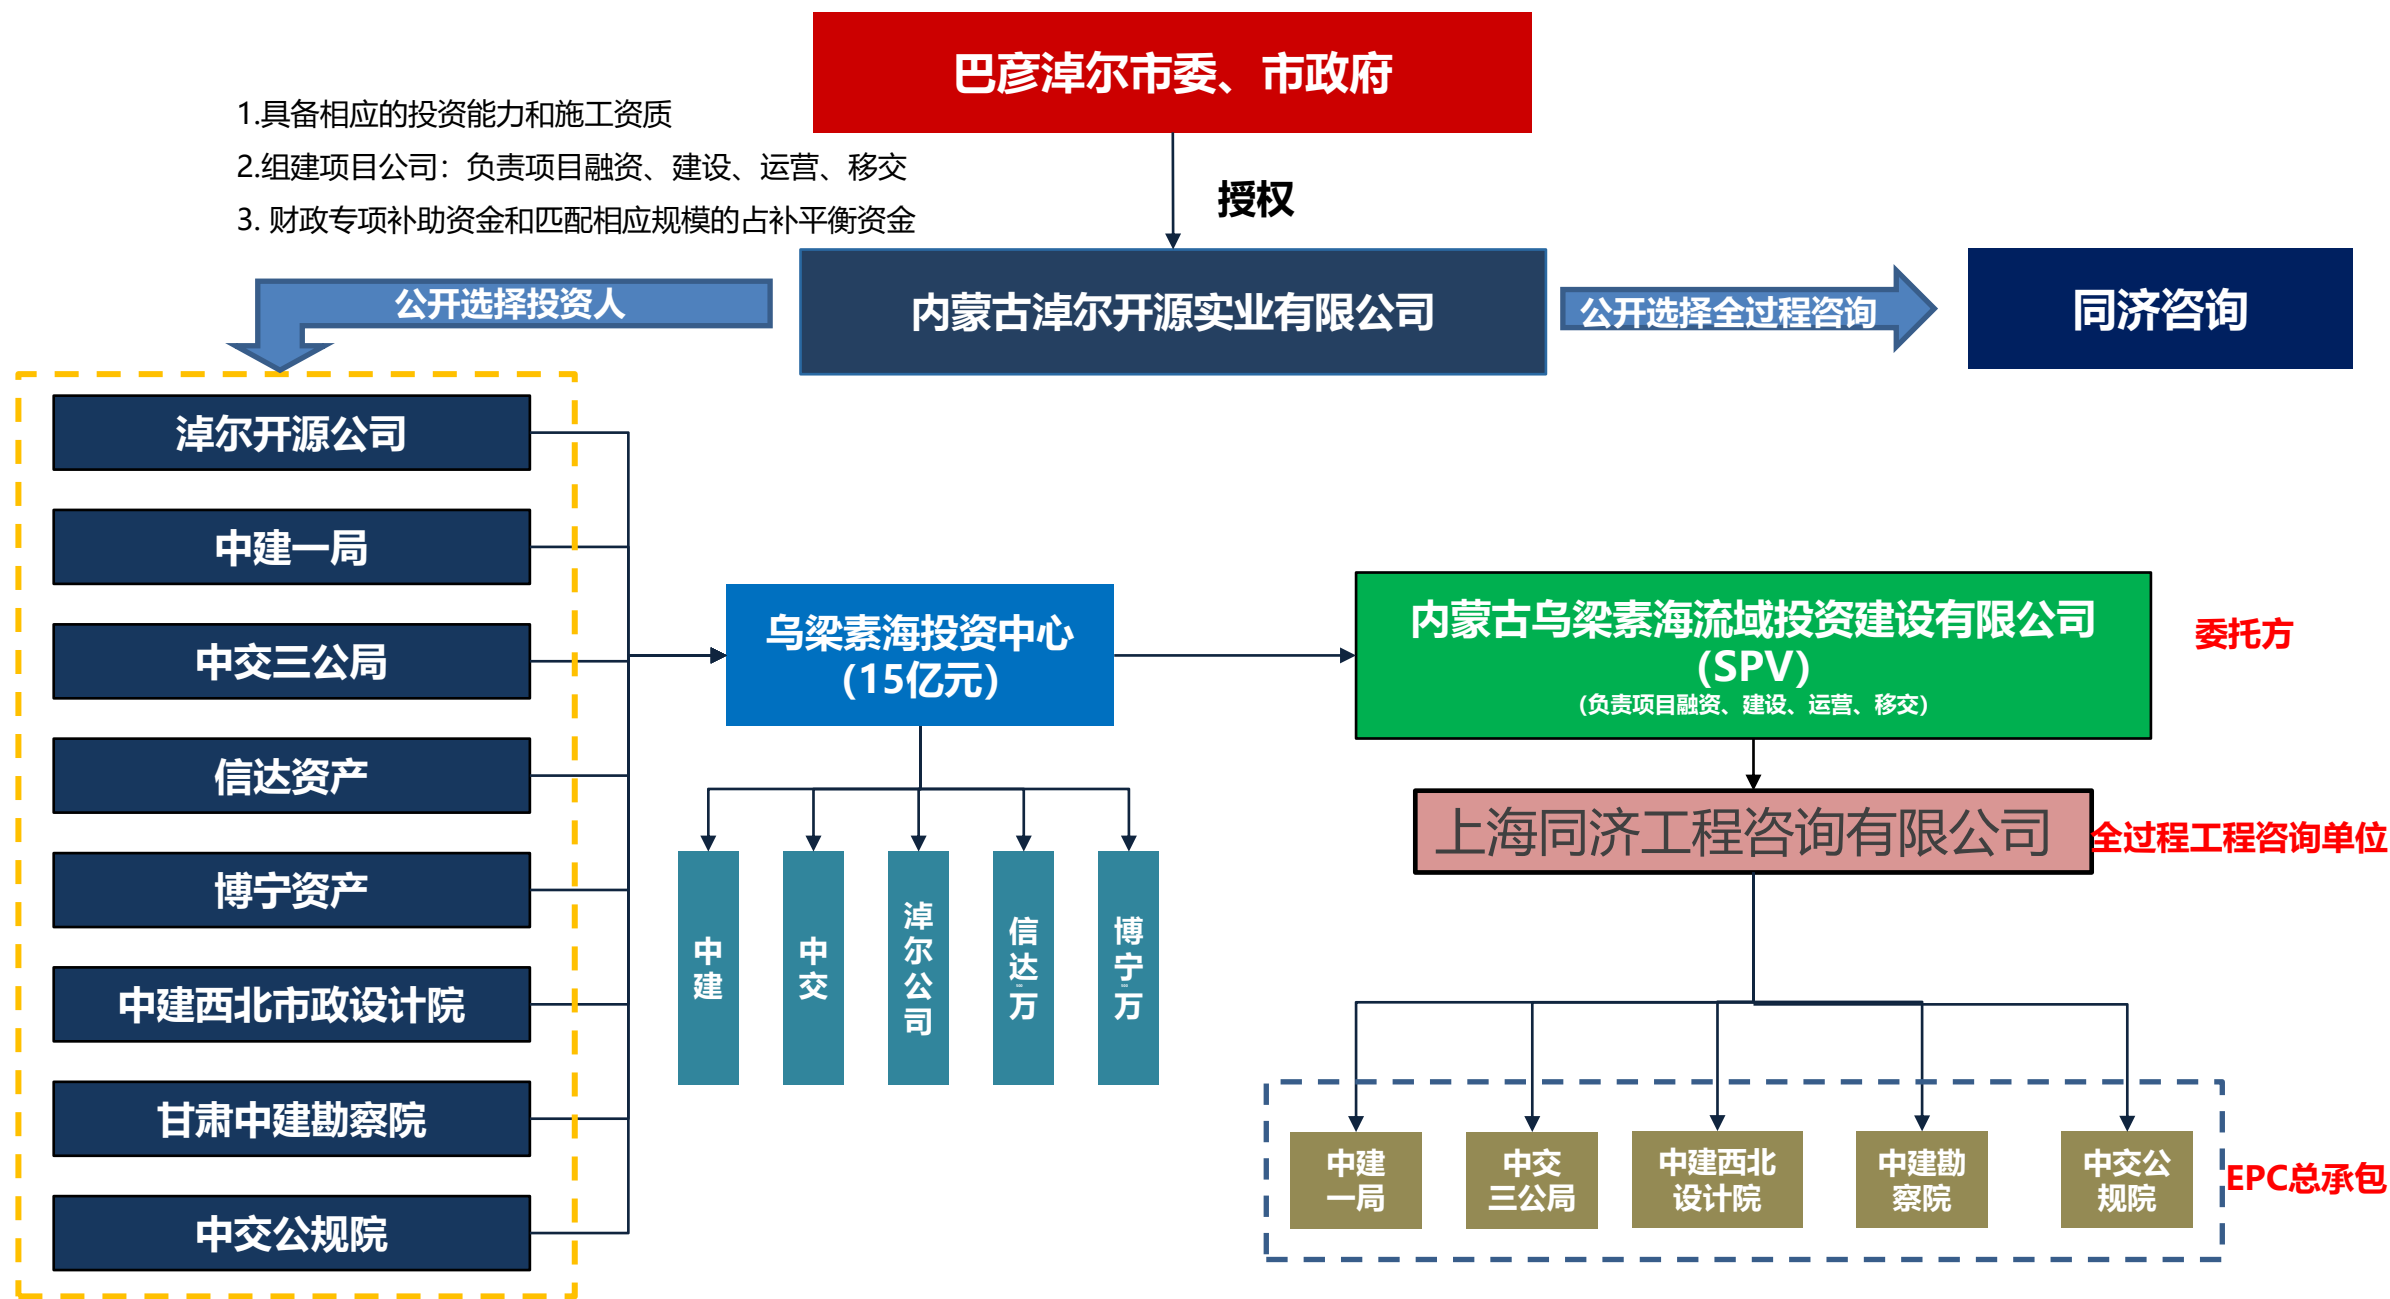 巴彦淖尔市委、市政府
1.具备相应的投资能力和施工资质
2.组建项目公司：负责项目融资、建设、运营、移交
3. 财政专项补助资金和匹配相应规模的占补平衡资金
授权
公开选择投资人
内蒙古淖尔开源实业有限公司
公开选择全过程咨询
同济咨询
淖尔开源公司
中建一局
中交三公局
信达资产
博宁资产
中建西北市政设计院
甘肃中建勘察院
中交公规院
乌梁素海投资中心
（15亿元）
内蒙古乌梁素海流域投资建设有限公司
（SPV）
（负责项目融资、建设、运营、移交）
委托方
上海同济工程咨询有限公司
全过程工程咨询单位
中建
中交
淖尔公司
信达
万
博宁
万
中建
一局
中交
三公局
中建西北
设计院
中建勘
察院
中交公
规院
EPC总承包